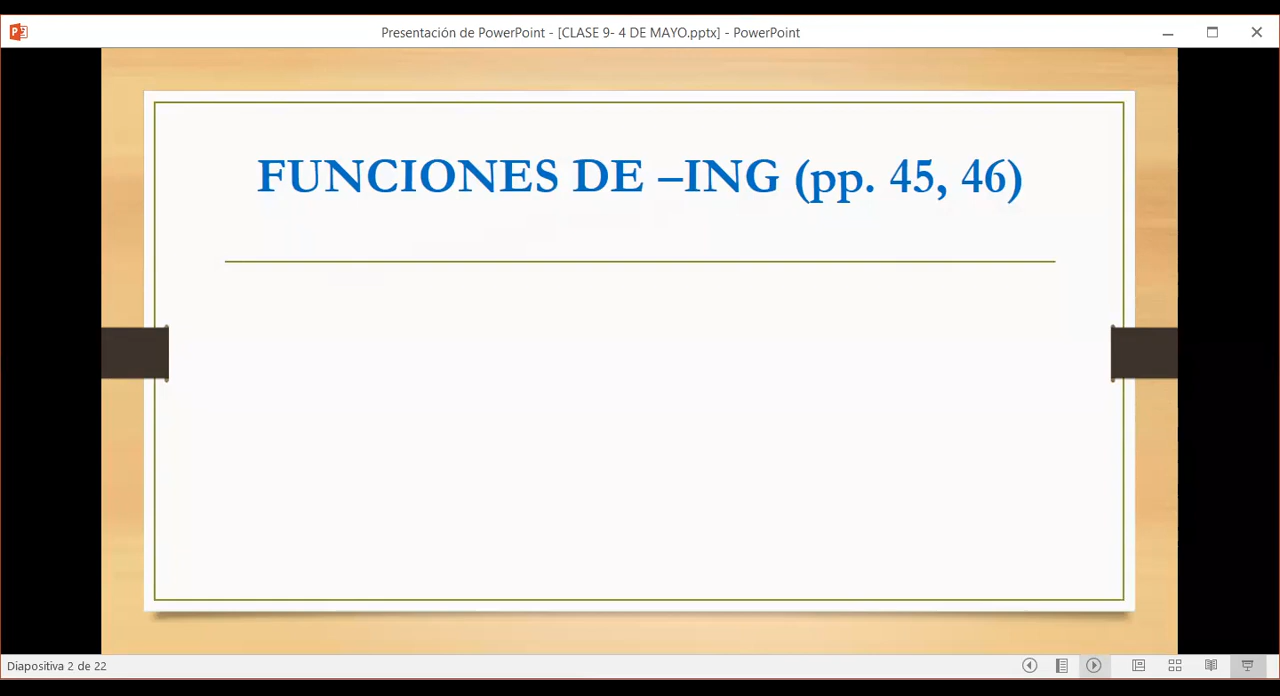 Presentación de PowerPoint - [CLASE 9- 4 DE MAYO.pptx] - PowerPoint
FUNCIONES DE –ING (pp. 45, 46)
Diapositiva 2 de 22